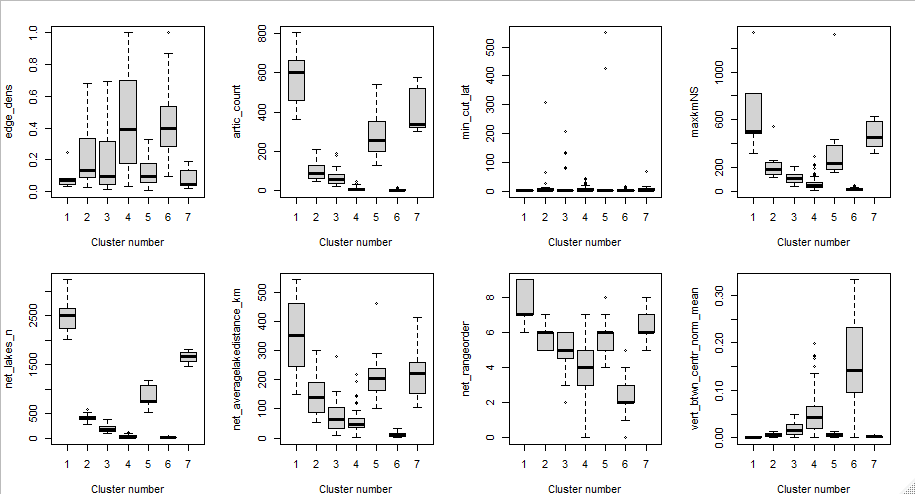 edge_dens
0.0 0.2 0.4 0.6 0.8 1.0
1 2 3 4 5 6 7
Cluster number
artic_count
0 200 400 600 800
1 2 3 4 5 6 7
Cluster number
min_cut_lat
0 100 200 300 400 500
1 2 3 4 5 6 7
Cluster number
maxkmNS
0 200 600 1000
1 2 3 4 5 6 7
Cluster number
net_lakes_n
0 500 1500 2500
1 2 3 4 5 6 7
Cluster number
net_averagelakedistance_km
0 100 200 300 400 500
1 2 3 4 5 6 7
Cluster number
net_rangeorder
0 2 4 6 8
1 2 3 4 5 6 7
Cluster number
vert_btwn_centr_norm_mean
0.00 0.10 0.20 0.30
1 2 3 4 5 6 7
Cluster number